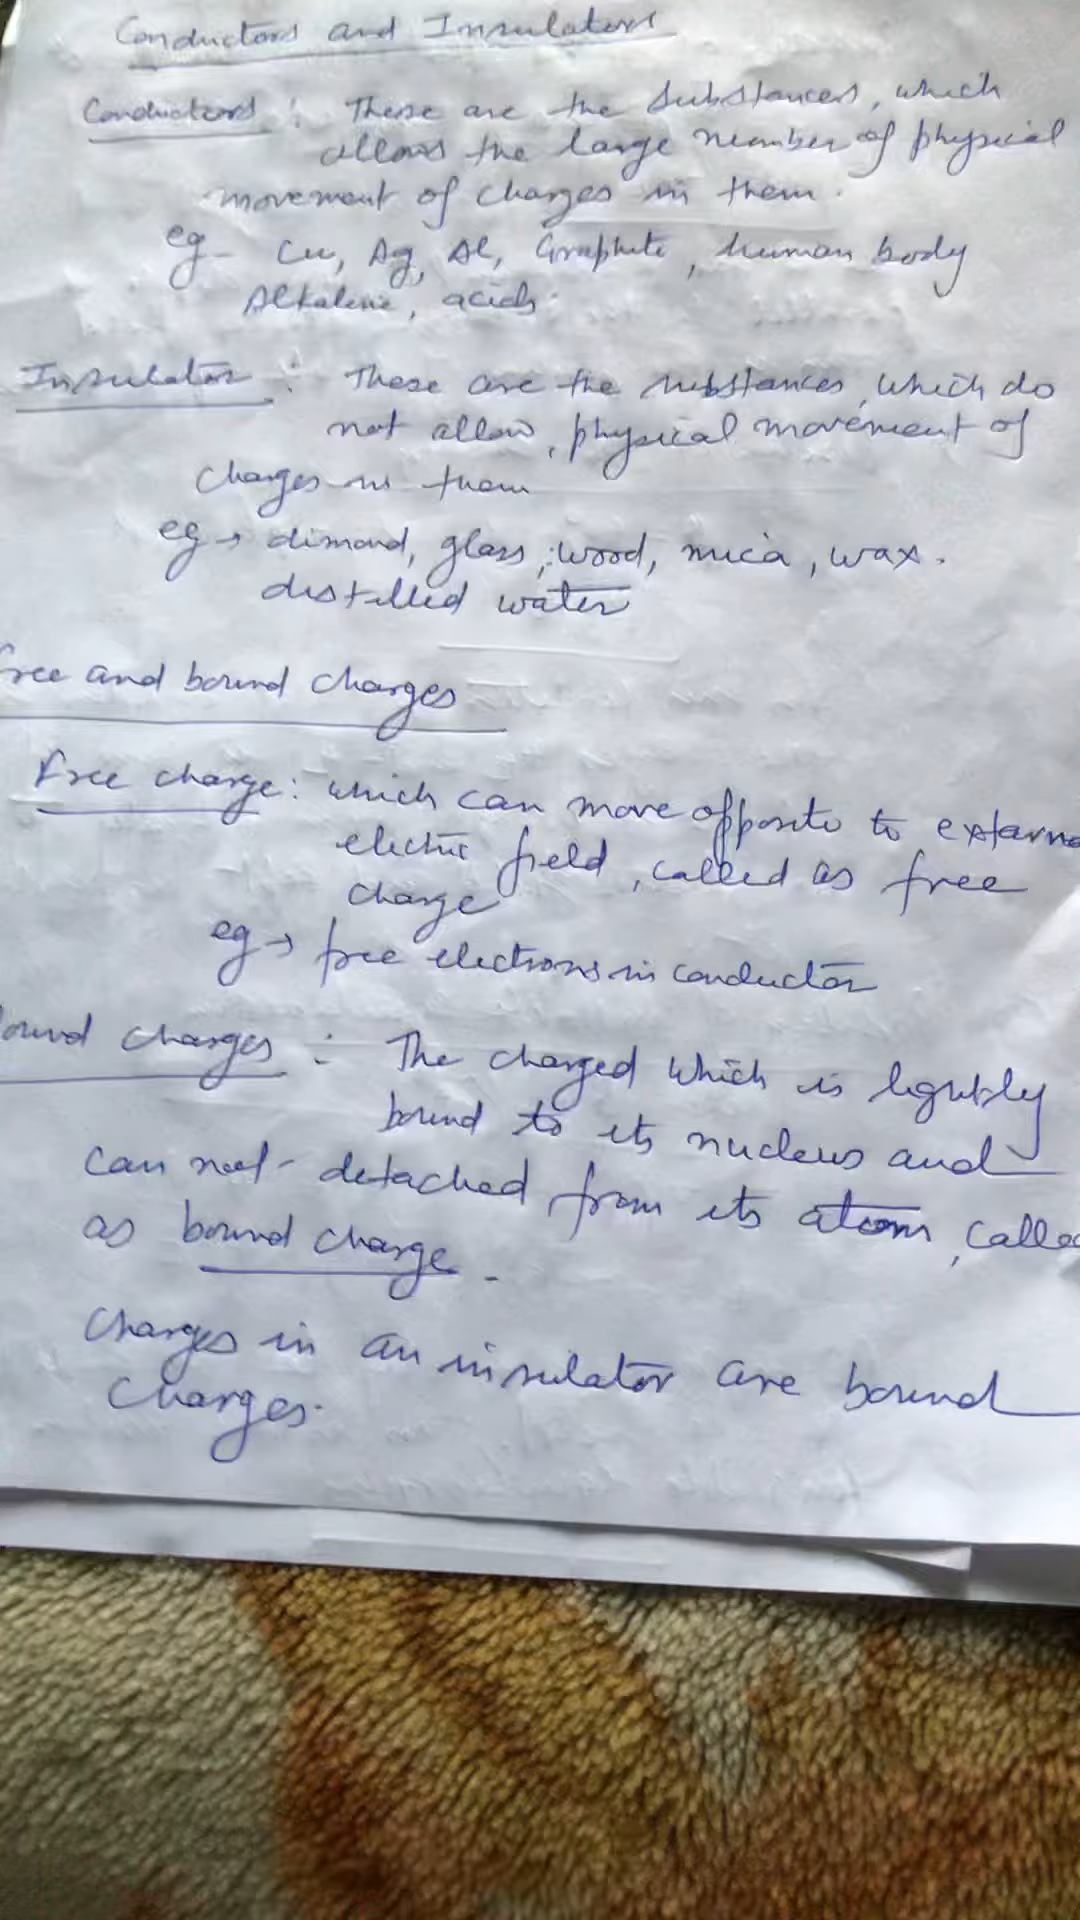 Conductors and Insulators
Conductors : These are the substances, which
allows the large number of physical
movement of charges in them.
eg- Cu, Ag, Al, Graphite, human body
Alkaline, acids.
Insulator : These are the substances, which do
not allow, physical movement of
charges in them
eg → dimond, glass, wood, mica, wax.
distilled water
free and bound charges
Free charge : which can move opposite to externa
electric field, called as free
charge
eg → free electrons in conductor
ound charges : The charged which is
bound to its nucleus and
can not detached from its atom, calle
as bound charge.
Charges in an insulator are bound
charges.